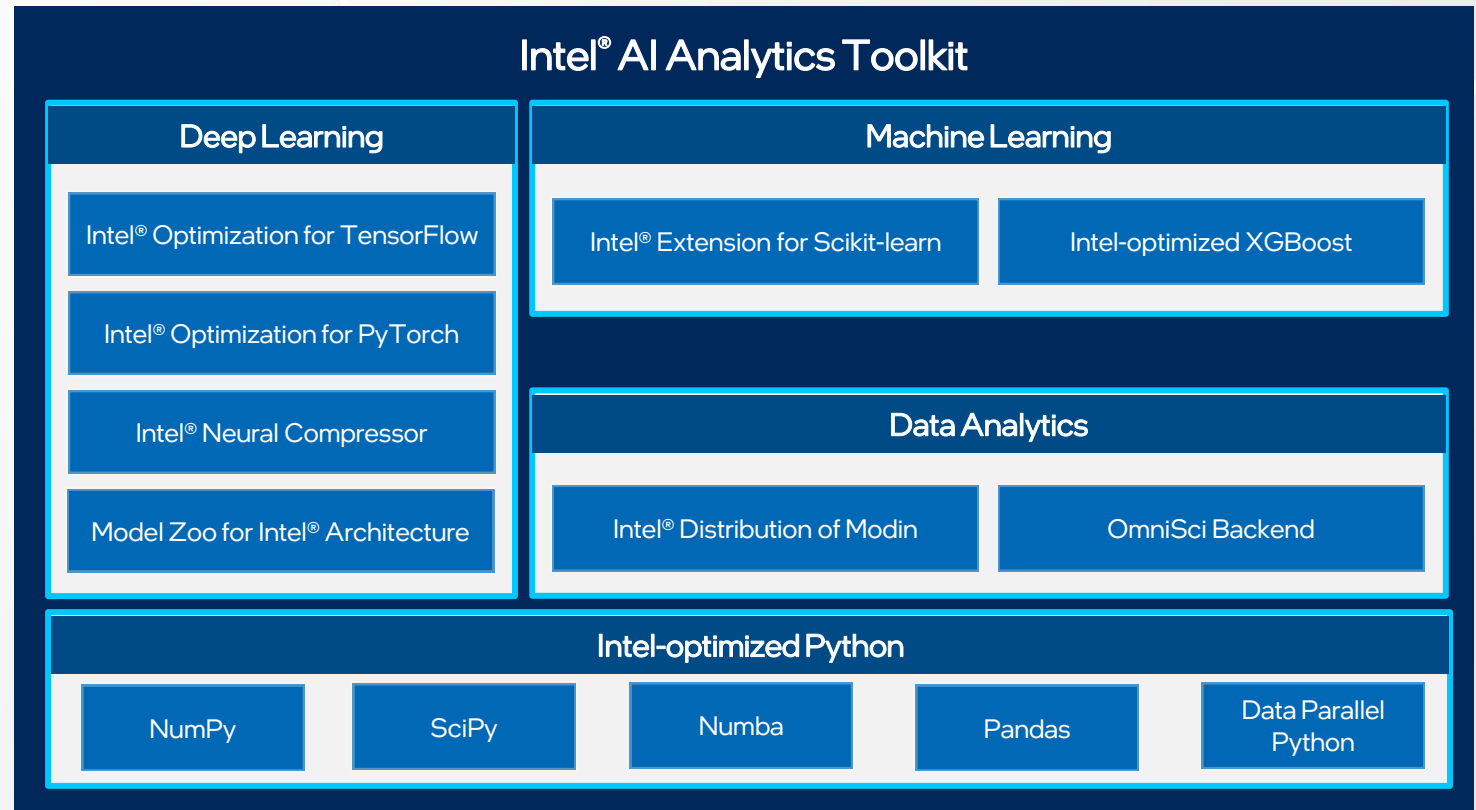 Intel® AI Analytics Toolkit
Deep Learning
Intel® Optimization for TensorFlow
Intel® Optimization for PyTorch
Intel® Neural Compressor
Model Zoo for Intel® Architecture
Machine Learning
Intel® Extension for Scikit-learn
Intel-optimized XGBoost
Data Analytics
Intel® Distribution of Modin
OmniSci Backend
Intel-optimized Python
NumPy
SciPy
Numba
Pandas
Data Parallel
Python